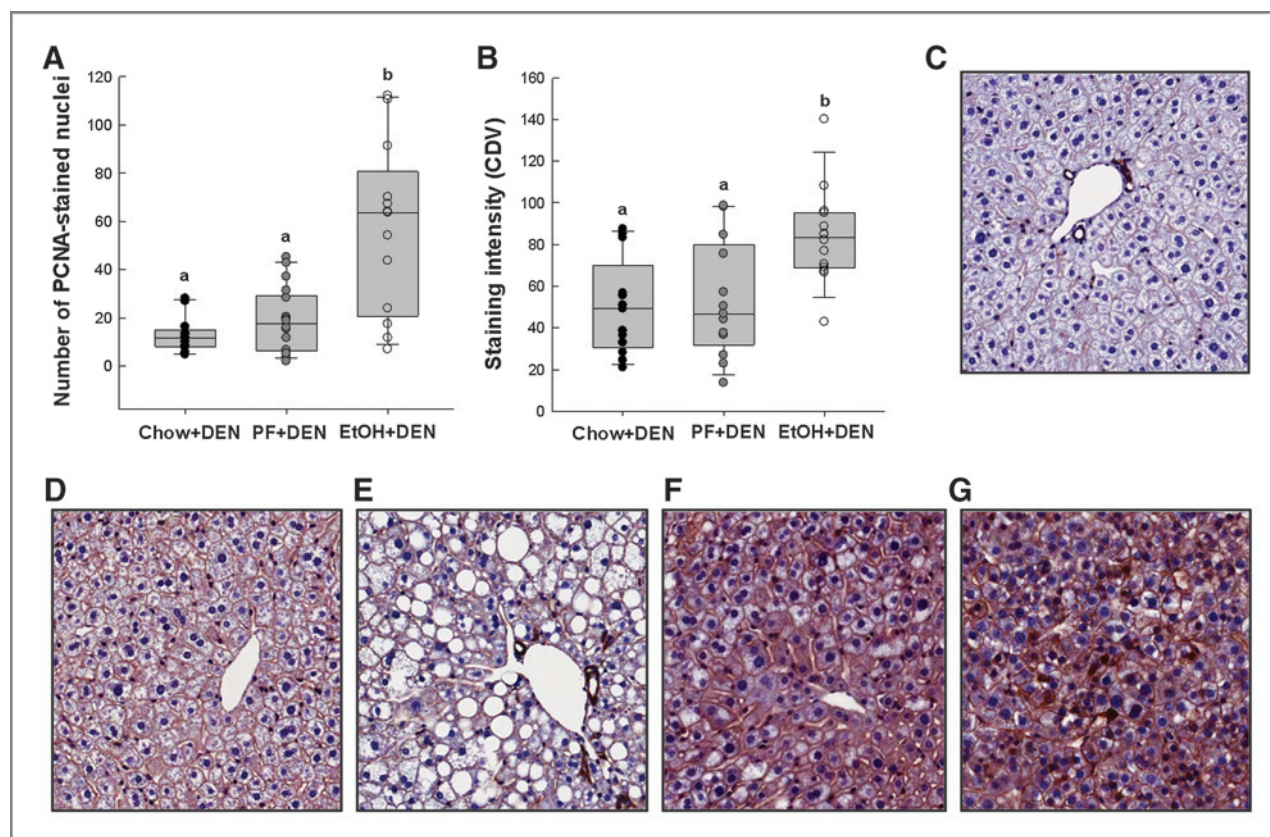 A
Number of PCNA-stained nuclei
120
100
80
60
40
20
0
a
a
b
Chow+DEN
PF+DEN
EtOH+DEN
B
Staining intensity (CDV)
160
140
120
100
80
60
40
20
0
a
a
b
Chow+DEN
PF+DEN
EtOH+DEN
C
D
E
F
G